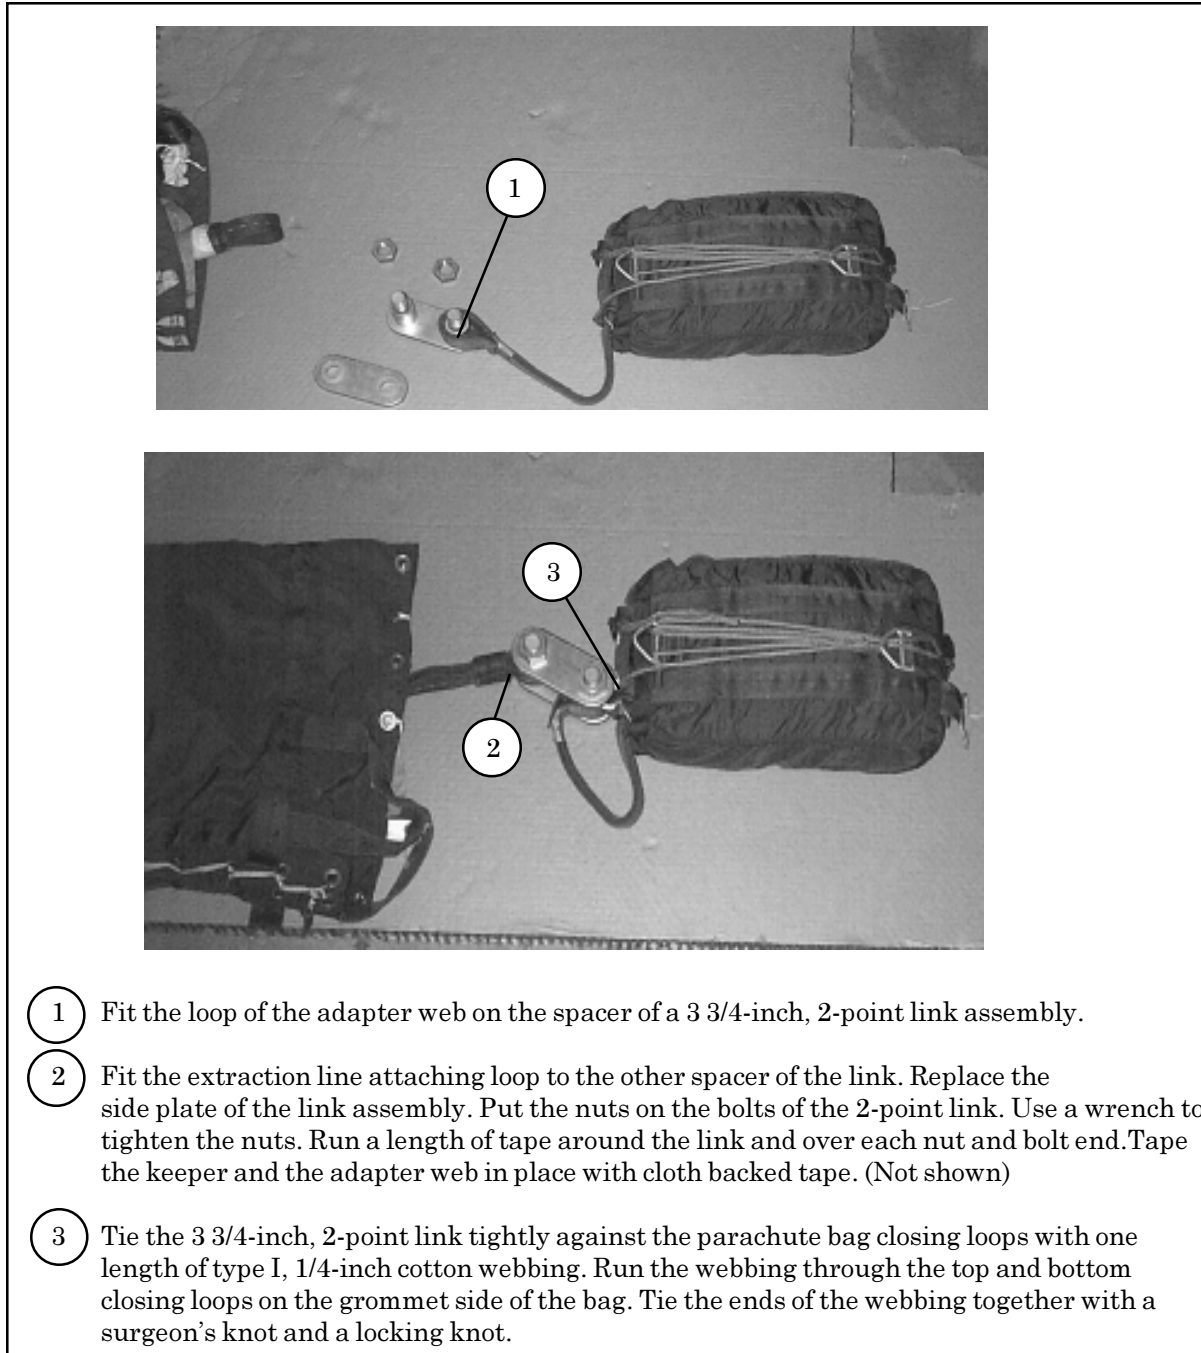 1
3
2
1 Fit the loop of the adapter web on the spacer of a 3 3/4-inch, 2-point link assembly.
2 Fit the extraction line attaching loop to the other spacer of the link. Replace the
side plate of the link assembly. Put the nuts on the bolts of the 2-point link. Use a wrench to
tighten the nuts. Run a length of tape around the link and over each nut and bolt end.Tape
the keeper and the adapter web in place with cloth backed tape. (Not shown)
3 Tie the 3 3/4-inch, 2-point link tightly against the parachute bag closing loops with one
length of type I, 1/4-inch cotton webbing. Run the webbing through the top and bottom
closing loops on the grommet side of the bag. Tie the ends of the webbing together with a
surgeon’s knot and a locking knot.